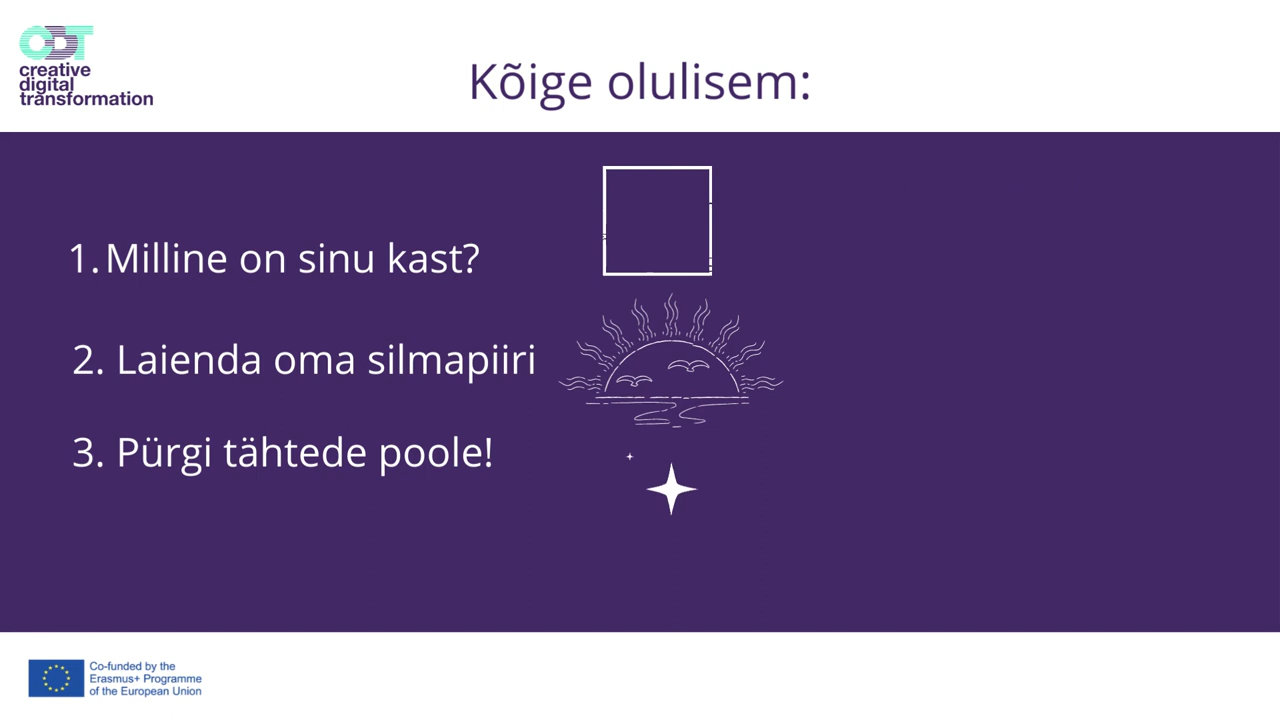 CDT
creative
digital
transformation
Kõige olulisem:
1. Milline on sinu kast?
2. Laienda oma silmapiiri
3. Pürgi tähtede poole!
Co-funded by the
Erasmus+ Programme
of the European Union